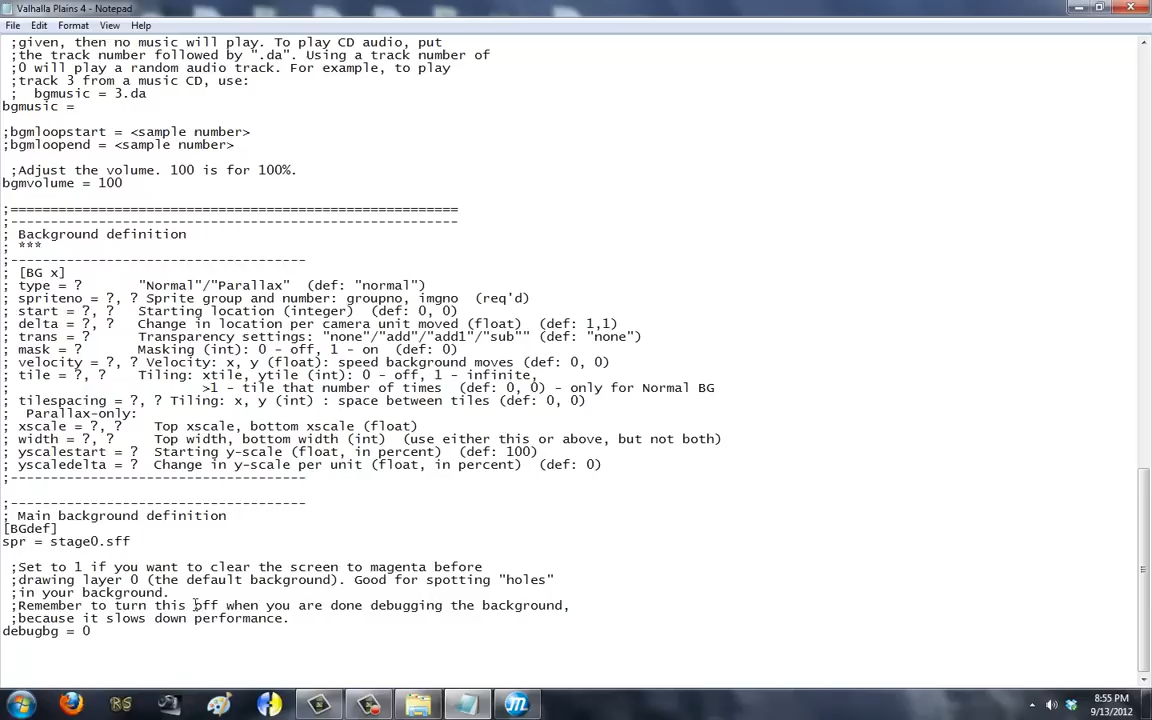 Valhalla Plains 4 - Notepad
File Edit Format View Help
;given, then no music will play. To play CD audio, put
;the track number followed by ".da". Using a track number of
;0 will play a random audio track. For example, to play
;track 3 from a music CD, use:
;  bgmusic = 3.da
bgmusic =
;bgmloopstart = <sample number>
;bgmloopend = <sample number>
;Adjust the volume. 100 is for 100%.
bgmvolume = 100
;========================================================
;--------------------------------------------------------
; Background definition
; ***
;-------------------------------------
; [BG x]
; type = ?       "Normal"/"Parallax"  (def: "normal")
; spriteno = ?, ? Sprite group and number: groupno, imgno  (req'd)
; start = ?, ?   Starting location (integer)  (def: 0, 0)
; delta = ?, ?   Change in location per camera unit moved (float)  (def: 1,1)
; trans = ?      Transparency settings: "none"/"add"/"add1"/"sub"" (def: "none")
; mask = ?       Masking (int): 0 - off, 1 - on  (def: 0)
; velocity = ?, ? Velocity: x, y (float): speed background moves (def: 0, 0)
; tile = ?, ?    Tiling: xtile, ytile (int): 0 - off, 1 - infinite,
;                        >1 - tile that number of times  (def: 0, 0) - only for Normal BG
; tilespacing = ?, ? Tiling: x, y (int) : space between tiles (def: 0, 0)
;  Parallax-only:
; xscale = ?, ?     Top xscale, bottom xscale (float)
; width = ?, ?      Top width, bottom width (int)  (use either this or above, but not both)
; yscalestart = ?  Starting y-scale (float, in percent)  (def: 100)
; yscaledelta = ?  Change in y-scale per unit (float, in percent)  (def: 0)
;-------------------------------------
;-------------------------------------
; Main background definition
[BGdef]
spr = stage0.sff
;Set to 1 if you want to clear the screen to magenta before
;drawing layer 0 (the default background). Good for spotting "holes"
;in your background.
;Remember to turn this off when you are done debugging the background,
;because it slows down performance.
debugbg = 0
8:55 PM
9/13/2012